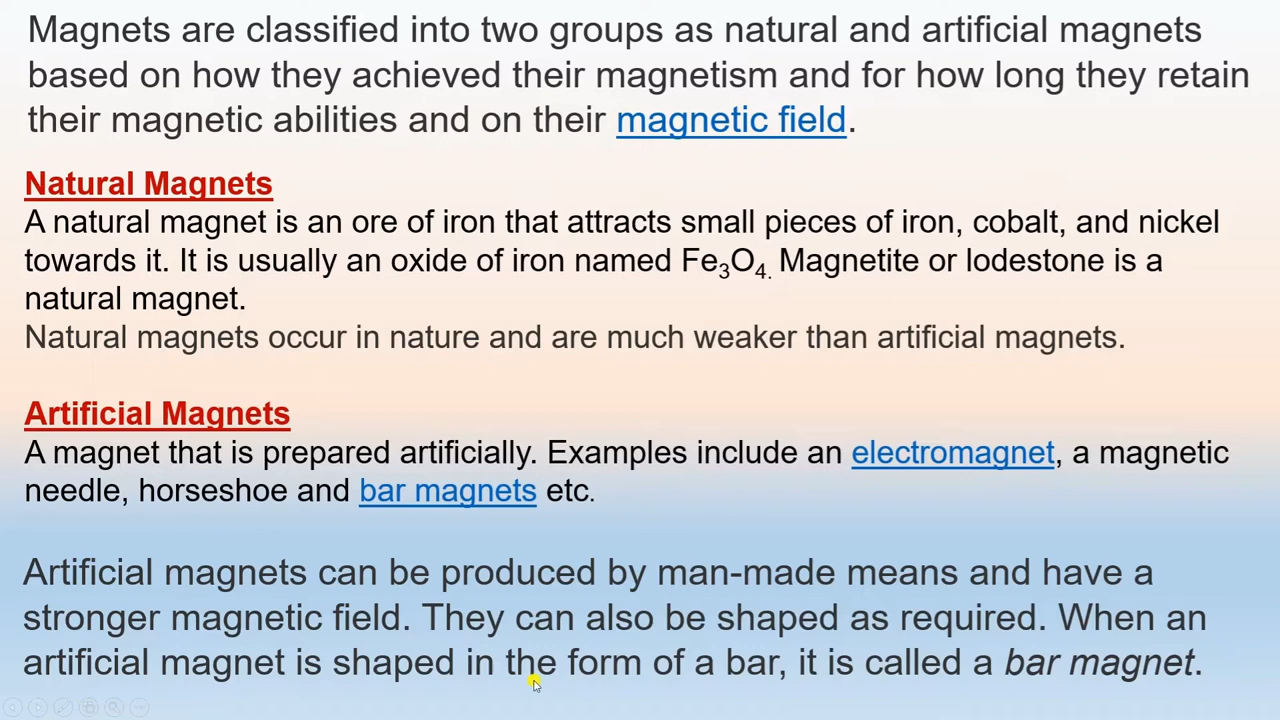 Magnets are classified into two groups as natural and artificial magnets
based on how they achieved their magnetism and for how long they retain
their magnetic abilities and on their magnetic field.
Natural Magnets
A natural magnet is an ore of iron that attracts small pieces of iron, cobalt, and nickel
towards it. It is usually an oxide of iron named Fe₃O₄. Magnetite or lodestone is a
natural magnet.
Natural magnets occur in nature and are much weaker than artificial magnets.
Artificial Magnets
A magnet that is prepared artificially. Examples include an electromagnet, a magnetic
needle, horseshoe and bar magnets etc.
Artificial magnets can be produced by man-made means and have a
stronger magnetic field. They can also be shaped as required. When an
artificial magnet is shaped in the form of a bar, it is called a bar magnet.